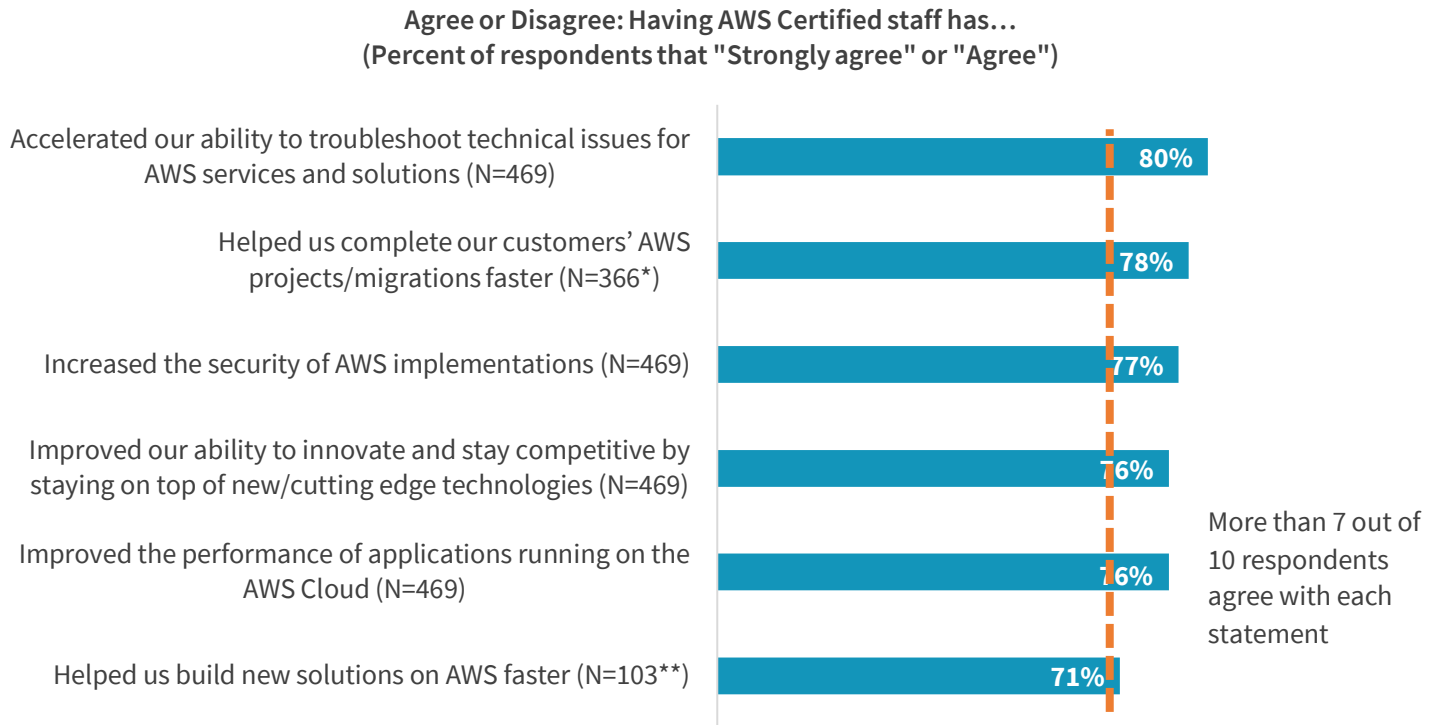 Agree or Disagree: Having AWS Certified staff has…
(Percent of respondents that "Strongly agree" or "Agree")
Accelerated our ability to troubleshoot technical issues for
AWS services and solutions (N=469)
80%
Helped us complete our customers’ AWS
projects/migrations faster (N=366*)
78%
Increased the security of AWS implementations (N=469)
77%
Improved our ability to innovate and stay competitive by
staying on top of new/cutting edge technologies (N=469)
76%
Improved the performance of applications running on the
AWS Cloud (N=469)
76%
Helped us build new solutions on AWS faster (N=103**)
71%
More than 7 out of
10 respondents
agree with each
statement